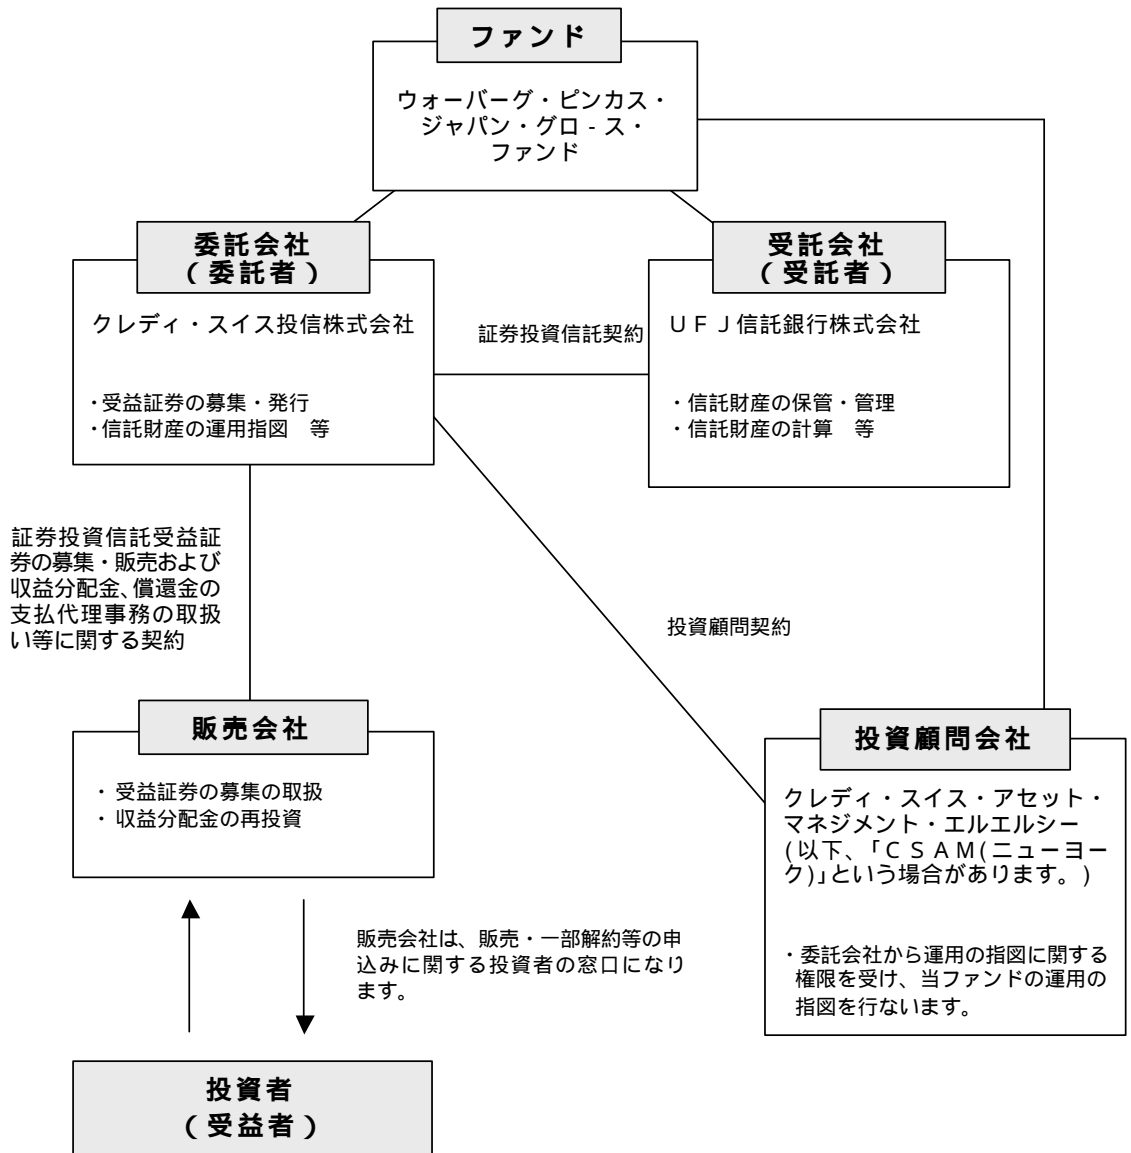 ファンド
ウォーバーグ・ピンカス・
ジャパン・グロ-ス・
ファンド
委託会社
(委託者)
クレディ・スイス投信株式会社
・受益証券の募集・発行
・信託財産の運用指図　等
証券投資信託契約
受託会社
(受託者)
ＵＦＪ信託銀行株式会社
・信託財産の保管・管理
・信託財産の計算　等
証券投資信託受益証
券の募集・販売および
収益分配金、償還金の
支払代理事務の取扱
い等に関する契約
投資顧問契約
販売会社
・ 受益証券の募集の取扱
・ 収益分配金の再投資
投資顧問会社
クレディ・スイス・アセット・
マネジメント・エルエルシー
(以下、「ＣＳＡＭ(ニューヨー
ク)」という場合があります。)
・委託会社から運用の指図に関する
権限を受け、当ファンドの運用の
指図を行ないます。
販売会社は、販売・一部解約等の申
込みに関する投資者の窓口になり
ます。
投資者
(受益者)